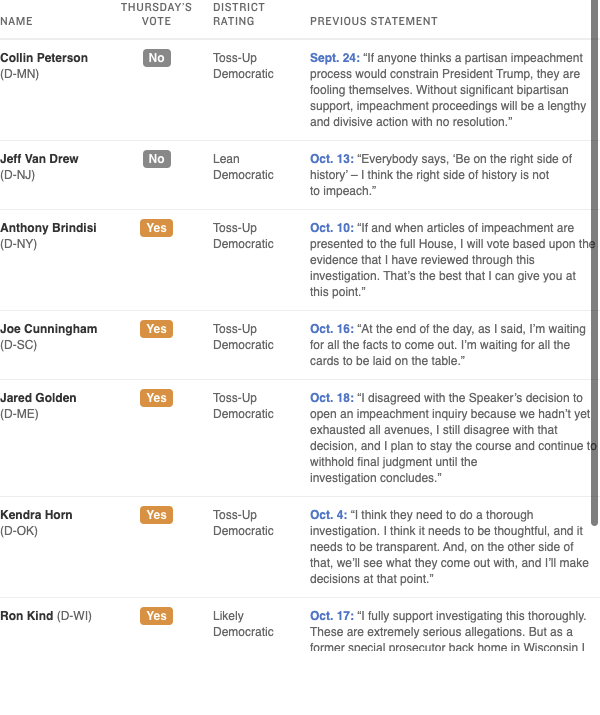 THURSDAY'S DISTRICT
NAME VOTE RATING PREVIOUS STATEMENT
Collin Peterson No Toss-Up Sept. 24: “If anyone thinks a partisan impeachment
(D-MN) Democratic process would constrain President Trump, they are
fooling themselves. Without significant bipartisan
support, impeachment proceedings will be a lengthy
and divisive action with no resolution.”
Jeff Van Drew No Lean Oct. 13: “Everybody says, ‘Be on the right side of
(D-NJ) Democratic history’ – I think the right side of history is not
to impeach.”
Anthony Brindisi Yes Toss-Up Oct. 10: “If and when articles of impeachment are
(D-NY) Democratic presented to the full House, I will vote based upon the
evidence that I have reviewed through this
investigation. That’s the best that I can give you at
this point.”
Joe Cunningham Yes Toss-Up Oct. 16: “At the end of the day, as I said, I’m waiting
(D-SC) Democratic for all the facts to come out. I’m waiting for all the
cards to be laid on the table.”
Jared Golden Yes Toss-Up Oct. 18: “I disagreed with the Speaker’s decision to
(D-ME) Democratic open an impeachment inquiry because we hadn’t yet
exhausted all avenues, I still disagree with that
decision, and I plan to stay the course and continue to
withhold final judgment until the
investigation concludes.”
Kendra Horn Yes Toss-Up Oct. 4: “I think they need to do a thorough
(D-OK) Democratic investigation. I think it needs to be thoughtful, and it
needs to be transparent. And, on the other side of
that, we’ll see what they come out with, and I’ll make
decisions at that point.”
Ron Kind (D-WI) Yes Likely Oct. 17: “I fully support investigating this thoroughly.
Democratic These are extremely serious allegations. But as a
former special prosecutor back home in Wisconsin I